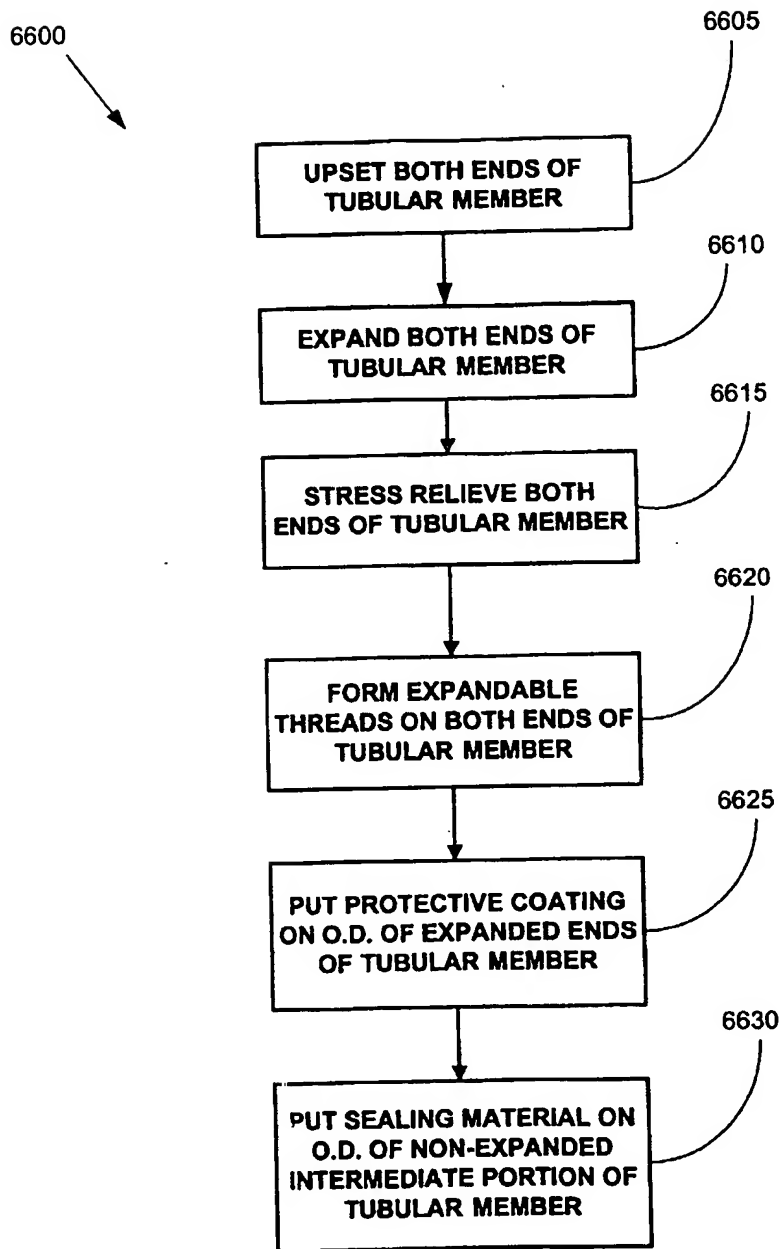 6600
6605
UPSET BOTH ENDS OF
TUBULAR MEMBER
6610
EXPAND BOTH ENDS OF
TUBULAR MEMBER
6615
STRESS RELIEVE BOTH
ENDS OF TUBULAR MEMBER
6620
FORM EXPANDABLE
THREADS ON BOTH ENDS OF
TUBULAR MEMBER
6625
PUT PROTECTIVE COATING
ON O.D. OF EXPANDED ENDS
OF TUBULAR MEMBER
6630
PUT SEALING MATERIAL ON
O.D. OF NON-EXPANDED
INTERMEDIATE PORTION OF
TUBULAR MEMBER